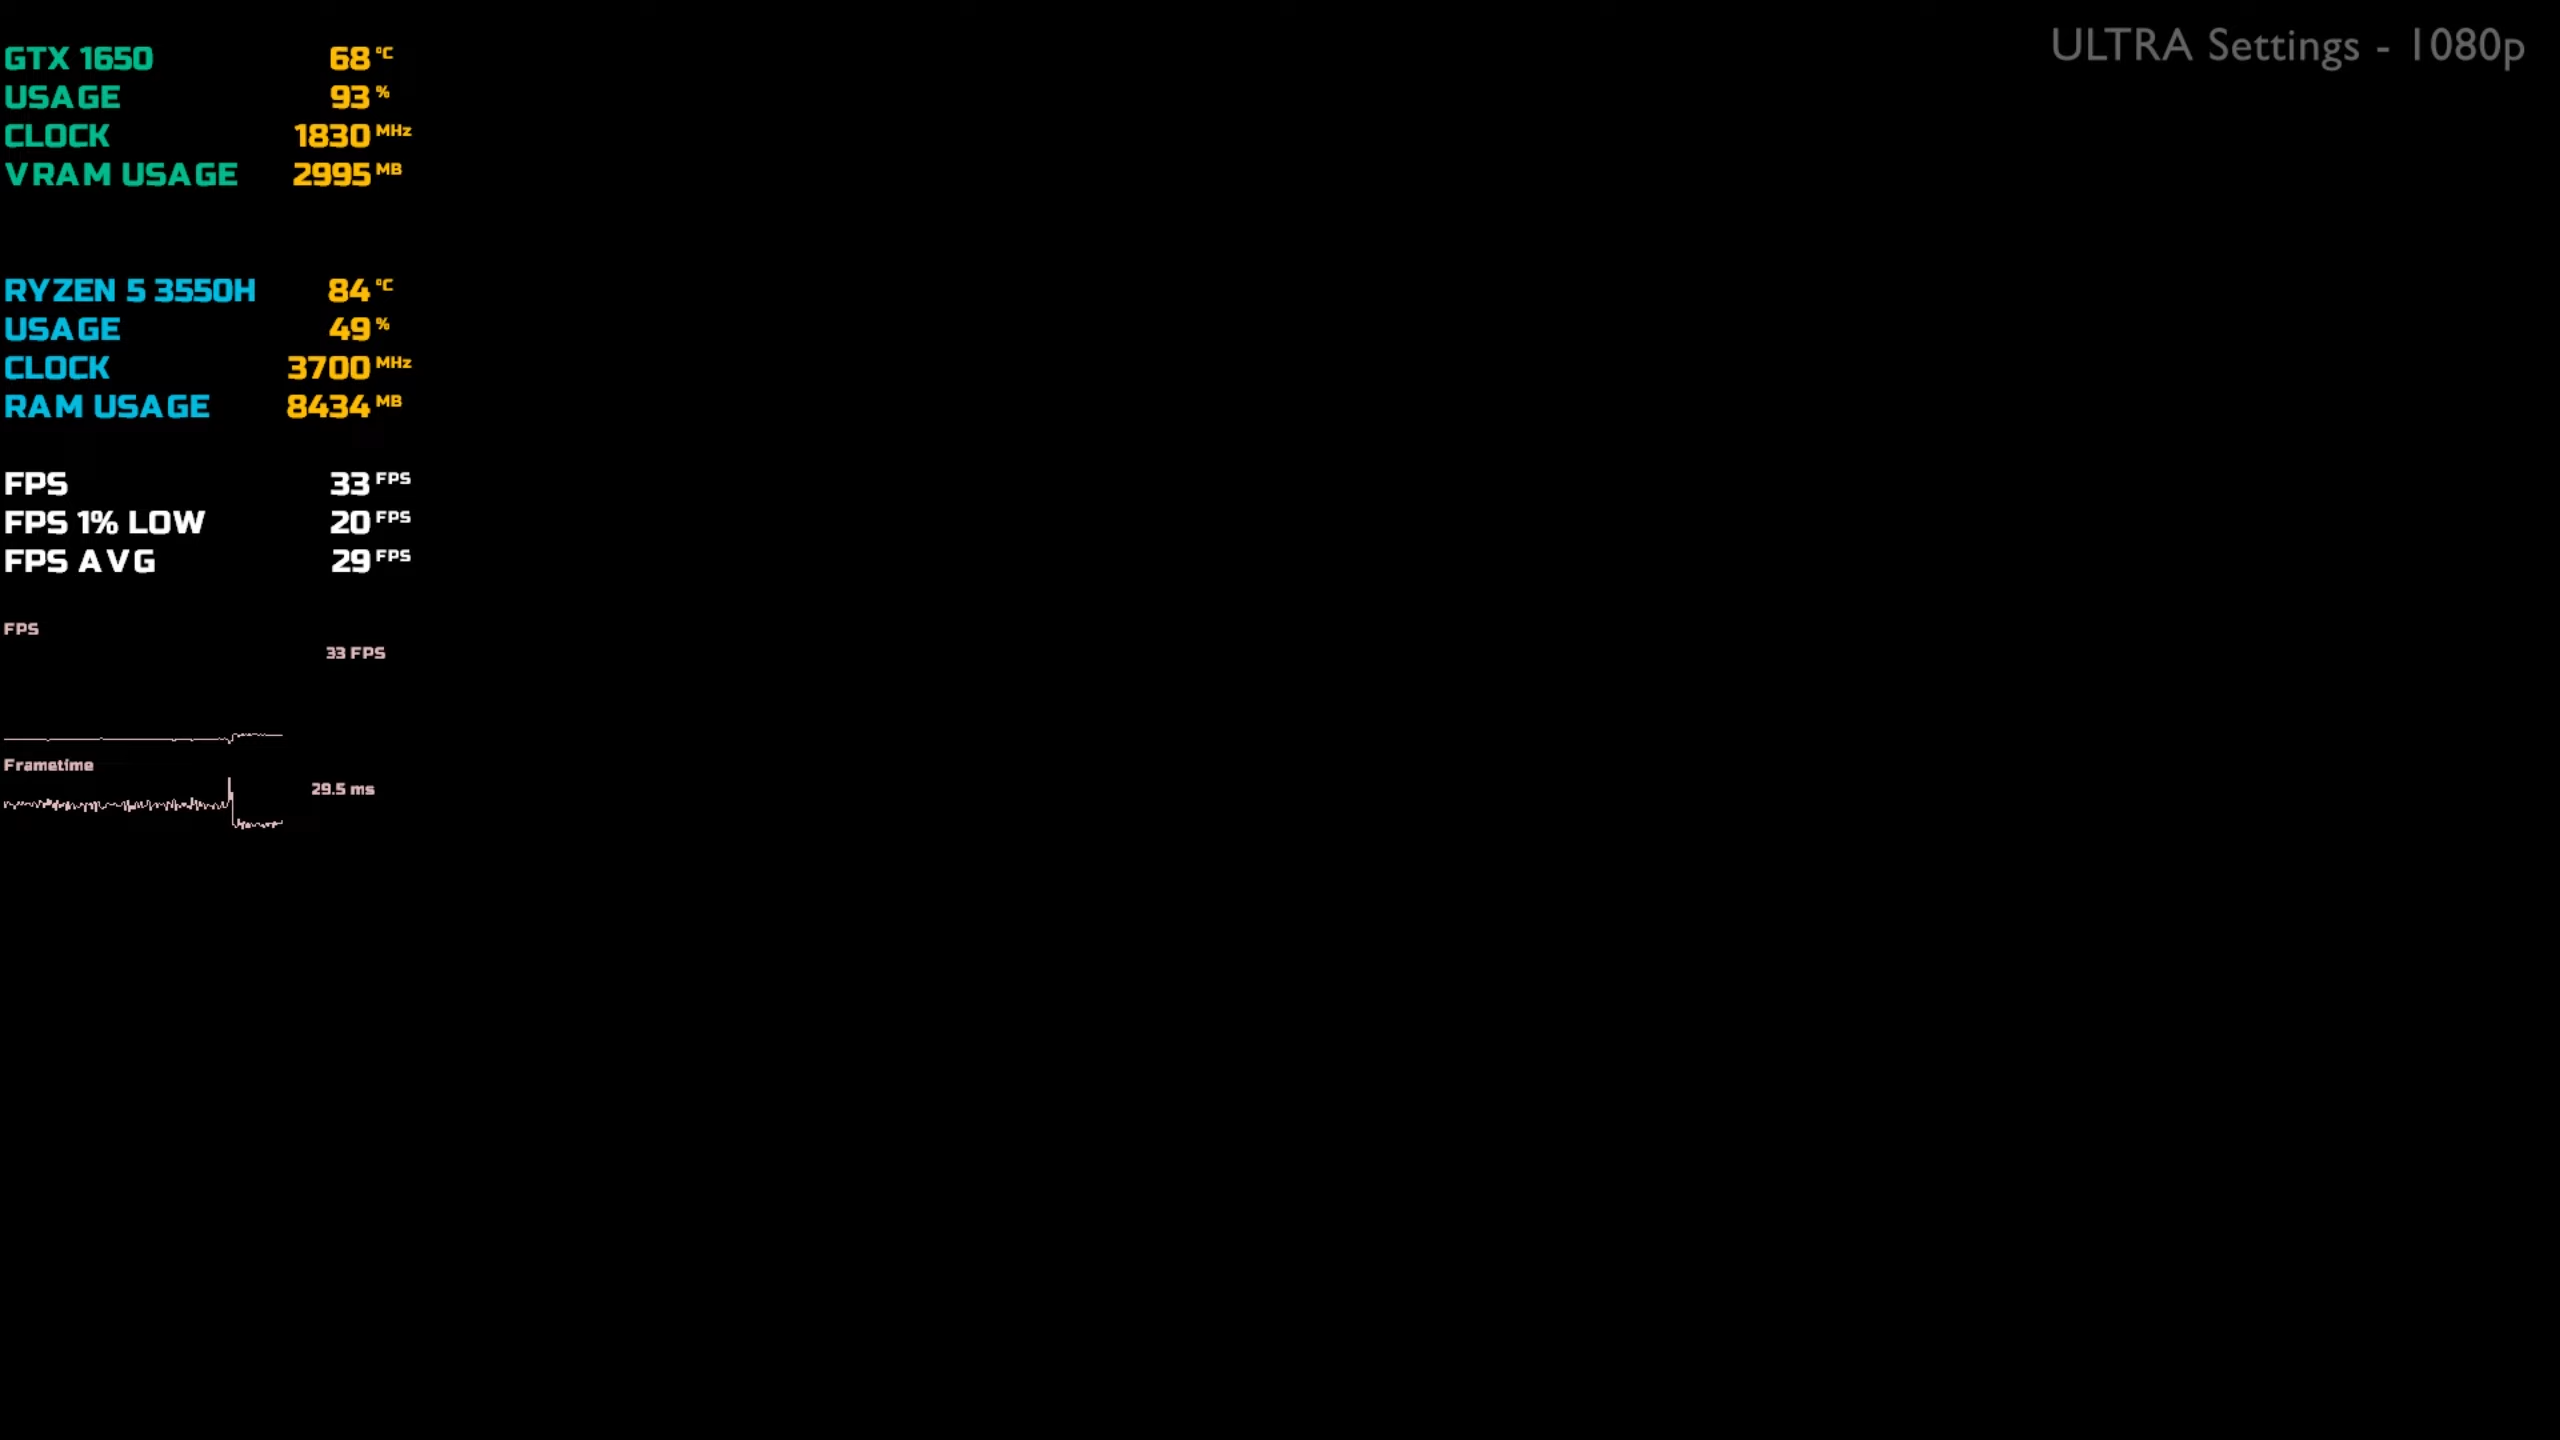 ULTRA Settings - 1080p
GTX 1650 68 °C
USAGE 93 %
CLOCK 1830 MHz
VRAM USAGE 2995 MB
RYZEN 5 3550H 84 °C
USAGE 49 %
CLOCK 3700 MHz
RAM USAGE 8434 MB
FPS 33 FPS
FPS 1% LOW 20 FPS
FPS AVG 29 FPS
FPS
33 FPS
Frametime
29.5 ms